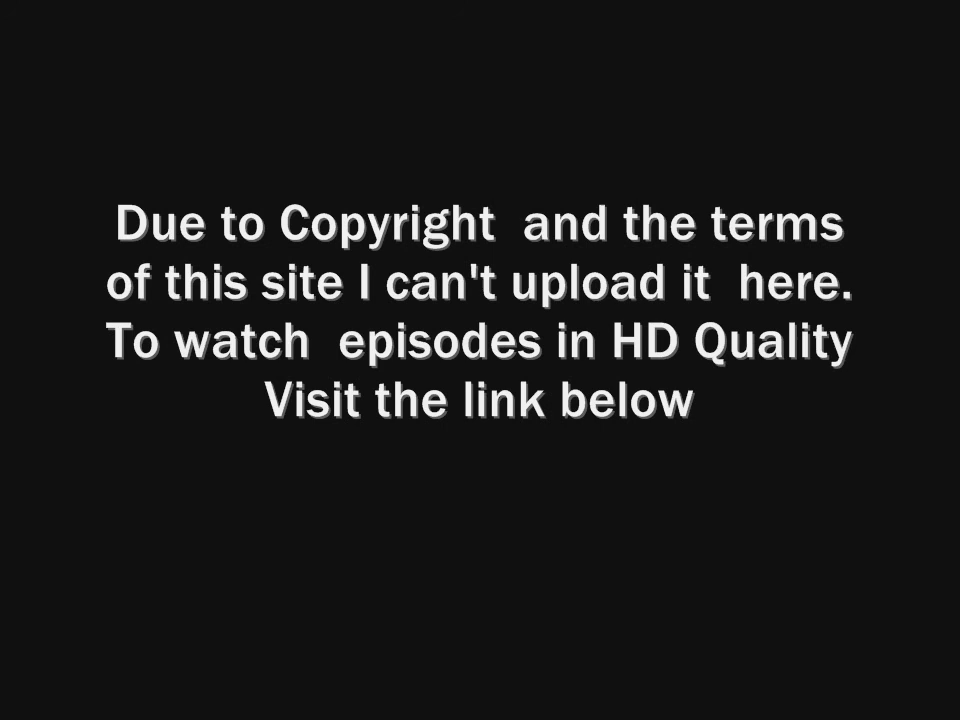 Due to Copyright  and the terms
of this site I can't upload it  here.
To watch  episodes in HD Quality
Visit the link below